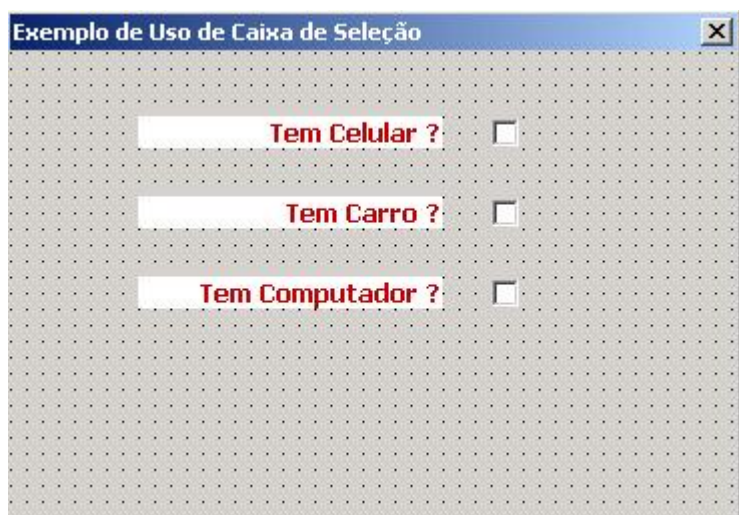 Exemplo de Uso de Caixa de Seleção
Tem Celular ?
Tem Carro ?
Tem Computador ?